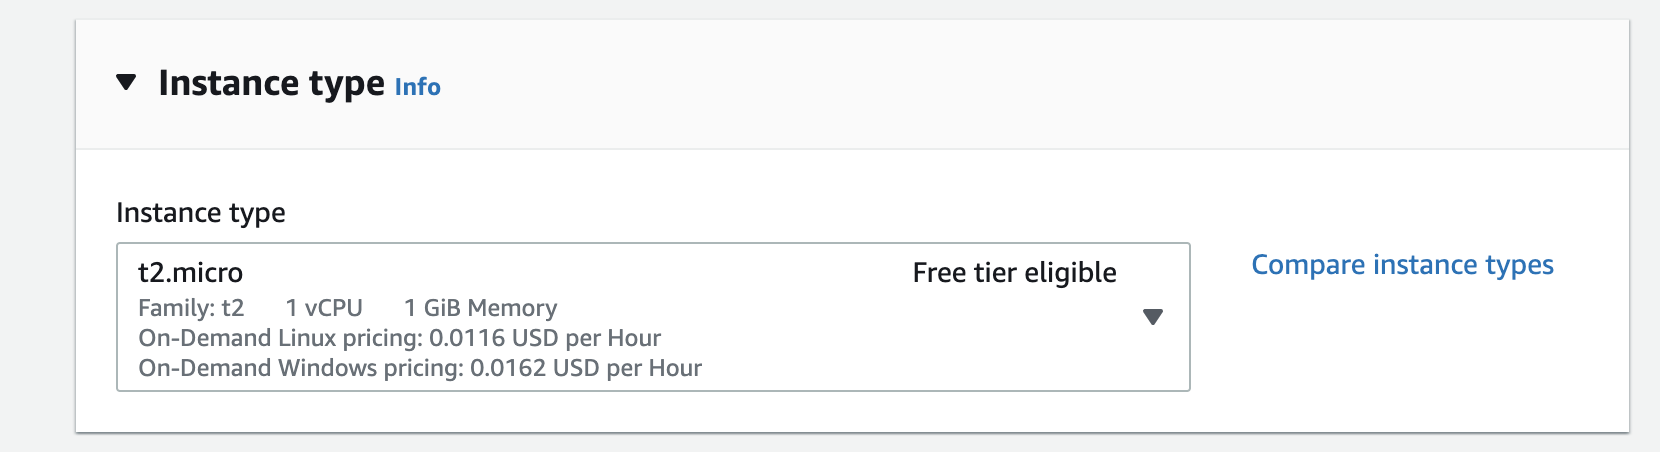 Instance type Info
Instance type
t2.micro Free tier eligible
Family: t2 1 vCPU 1 GiB Memory
On-Demand Linux pricing: 0.0116 USD per Hour
On-Demand Windows pricing: 0.0162 USD per Hour
Compare instance types